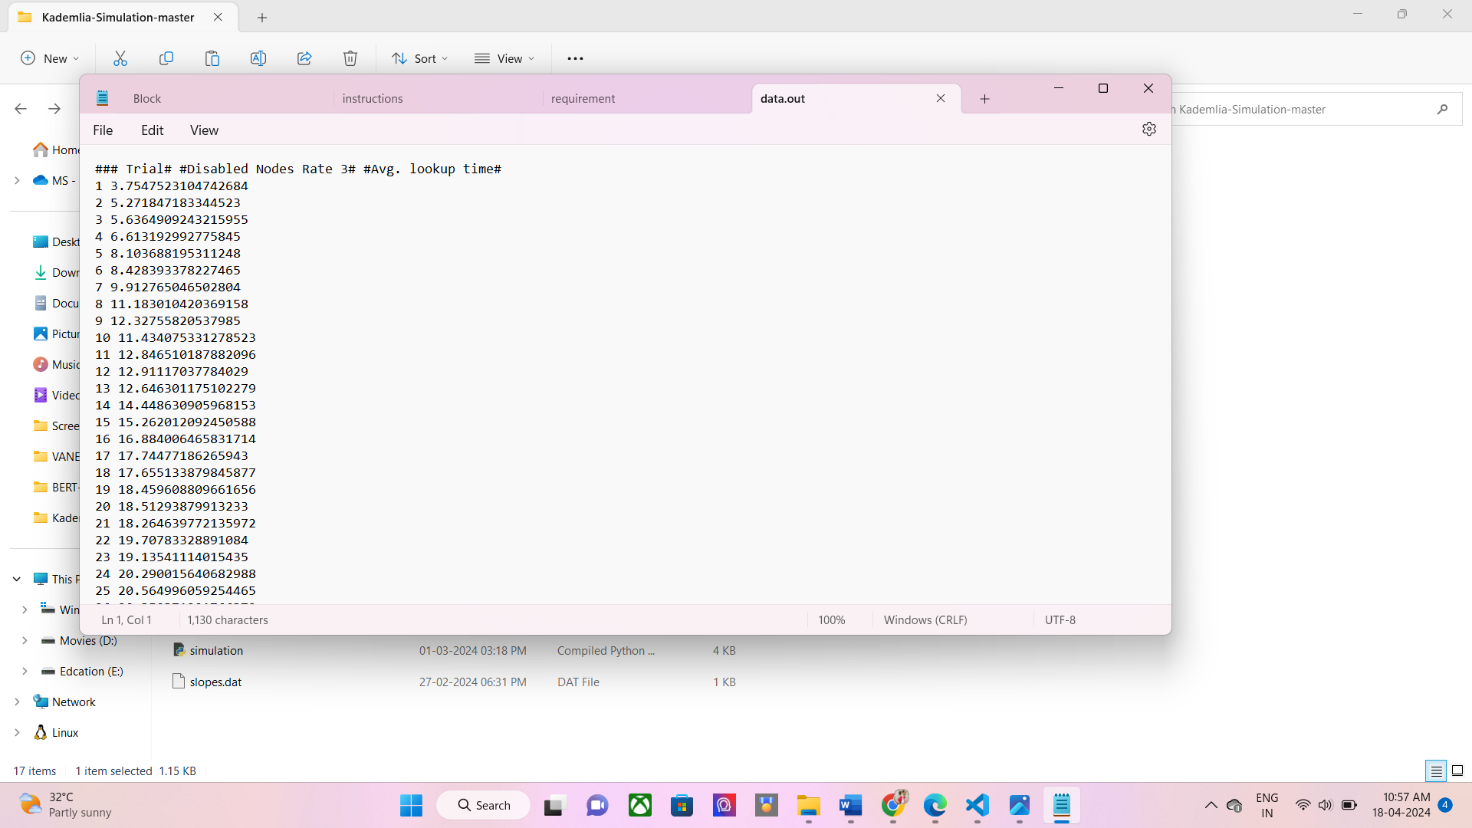 Kademlia-Simulation-master
New
Sort
View
Block
instructions
requirement
data.out
Kademlia-Simulation-master
File
Edit
View
Home
MS -
### Trial# #Disabled Nodes Rate 3# #Avg. lookup time#
1 3.7547523104742684
2 5.271847183344523
3 5.6364909243215955
4 6.613192992775845
5 8.103688195311248
6 8.428393378227465
7 9.912765046502804
8 11.183010420369158
9 12.32755820537985
10 11.434075331278523
11 12.846510187882096
12 12.91117037784029
13 12.646301175102279
14 14.448630905968153
15 15.262012092450588
16 16.884006465831714
17 17.74477186265943
18 17.655133879845877
19 18.459608809661656
20 18.51293879913233
21 18.264639772135972
22 19.70783328891084
23 19.13541114015435
24 20.290015640682988
25 20.564996059254465
Deskt
Down
Docu
Pictur
Music
Video
Scree
VANE
BERT-
Kader
This P
Win
Movies (D:)
Edcation (E:)
Network
Linux
Ln 1, Col 1
1,130 characters
100%
Windows (CRLF)
UTF-8
simulation 01-03-2024 03:18 PM Compiled Python ... 4 KB
slopes.dat 27-02-2024 06:31 PM DAT File 1 KB
17 items 1 item selected 1.15 KB
32°C
Partly sunny
Search
ENG
IN
10:57 AM
18-04-2024
4